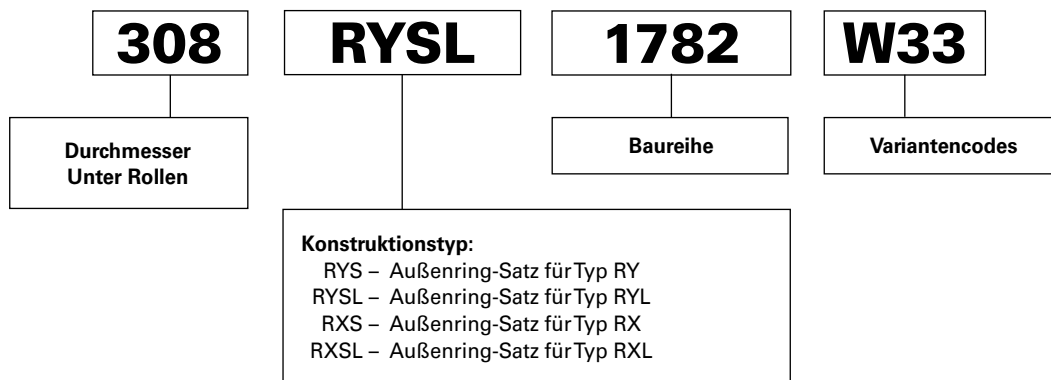 308 RYSL 1782 W33
Durchmesser
Unter Rollen
Baureihe
Variantencodes
Konstruktionstyp:
RYS – Außenring-Satz für Typ RY
RYSL – Außenring-Satz für Typ RYL
RXS – Außenring-Satz für Typ RX
RXSL – Außenring-Satz für Typ RXL